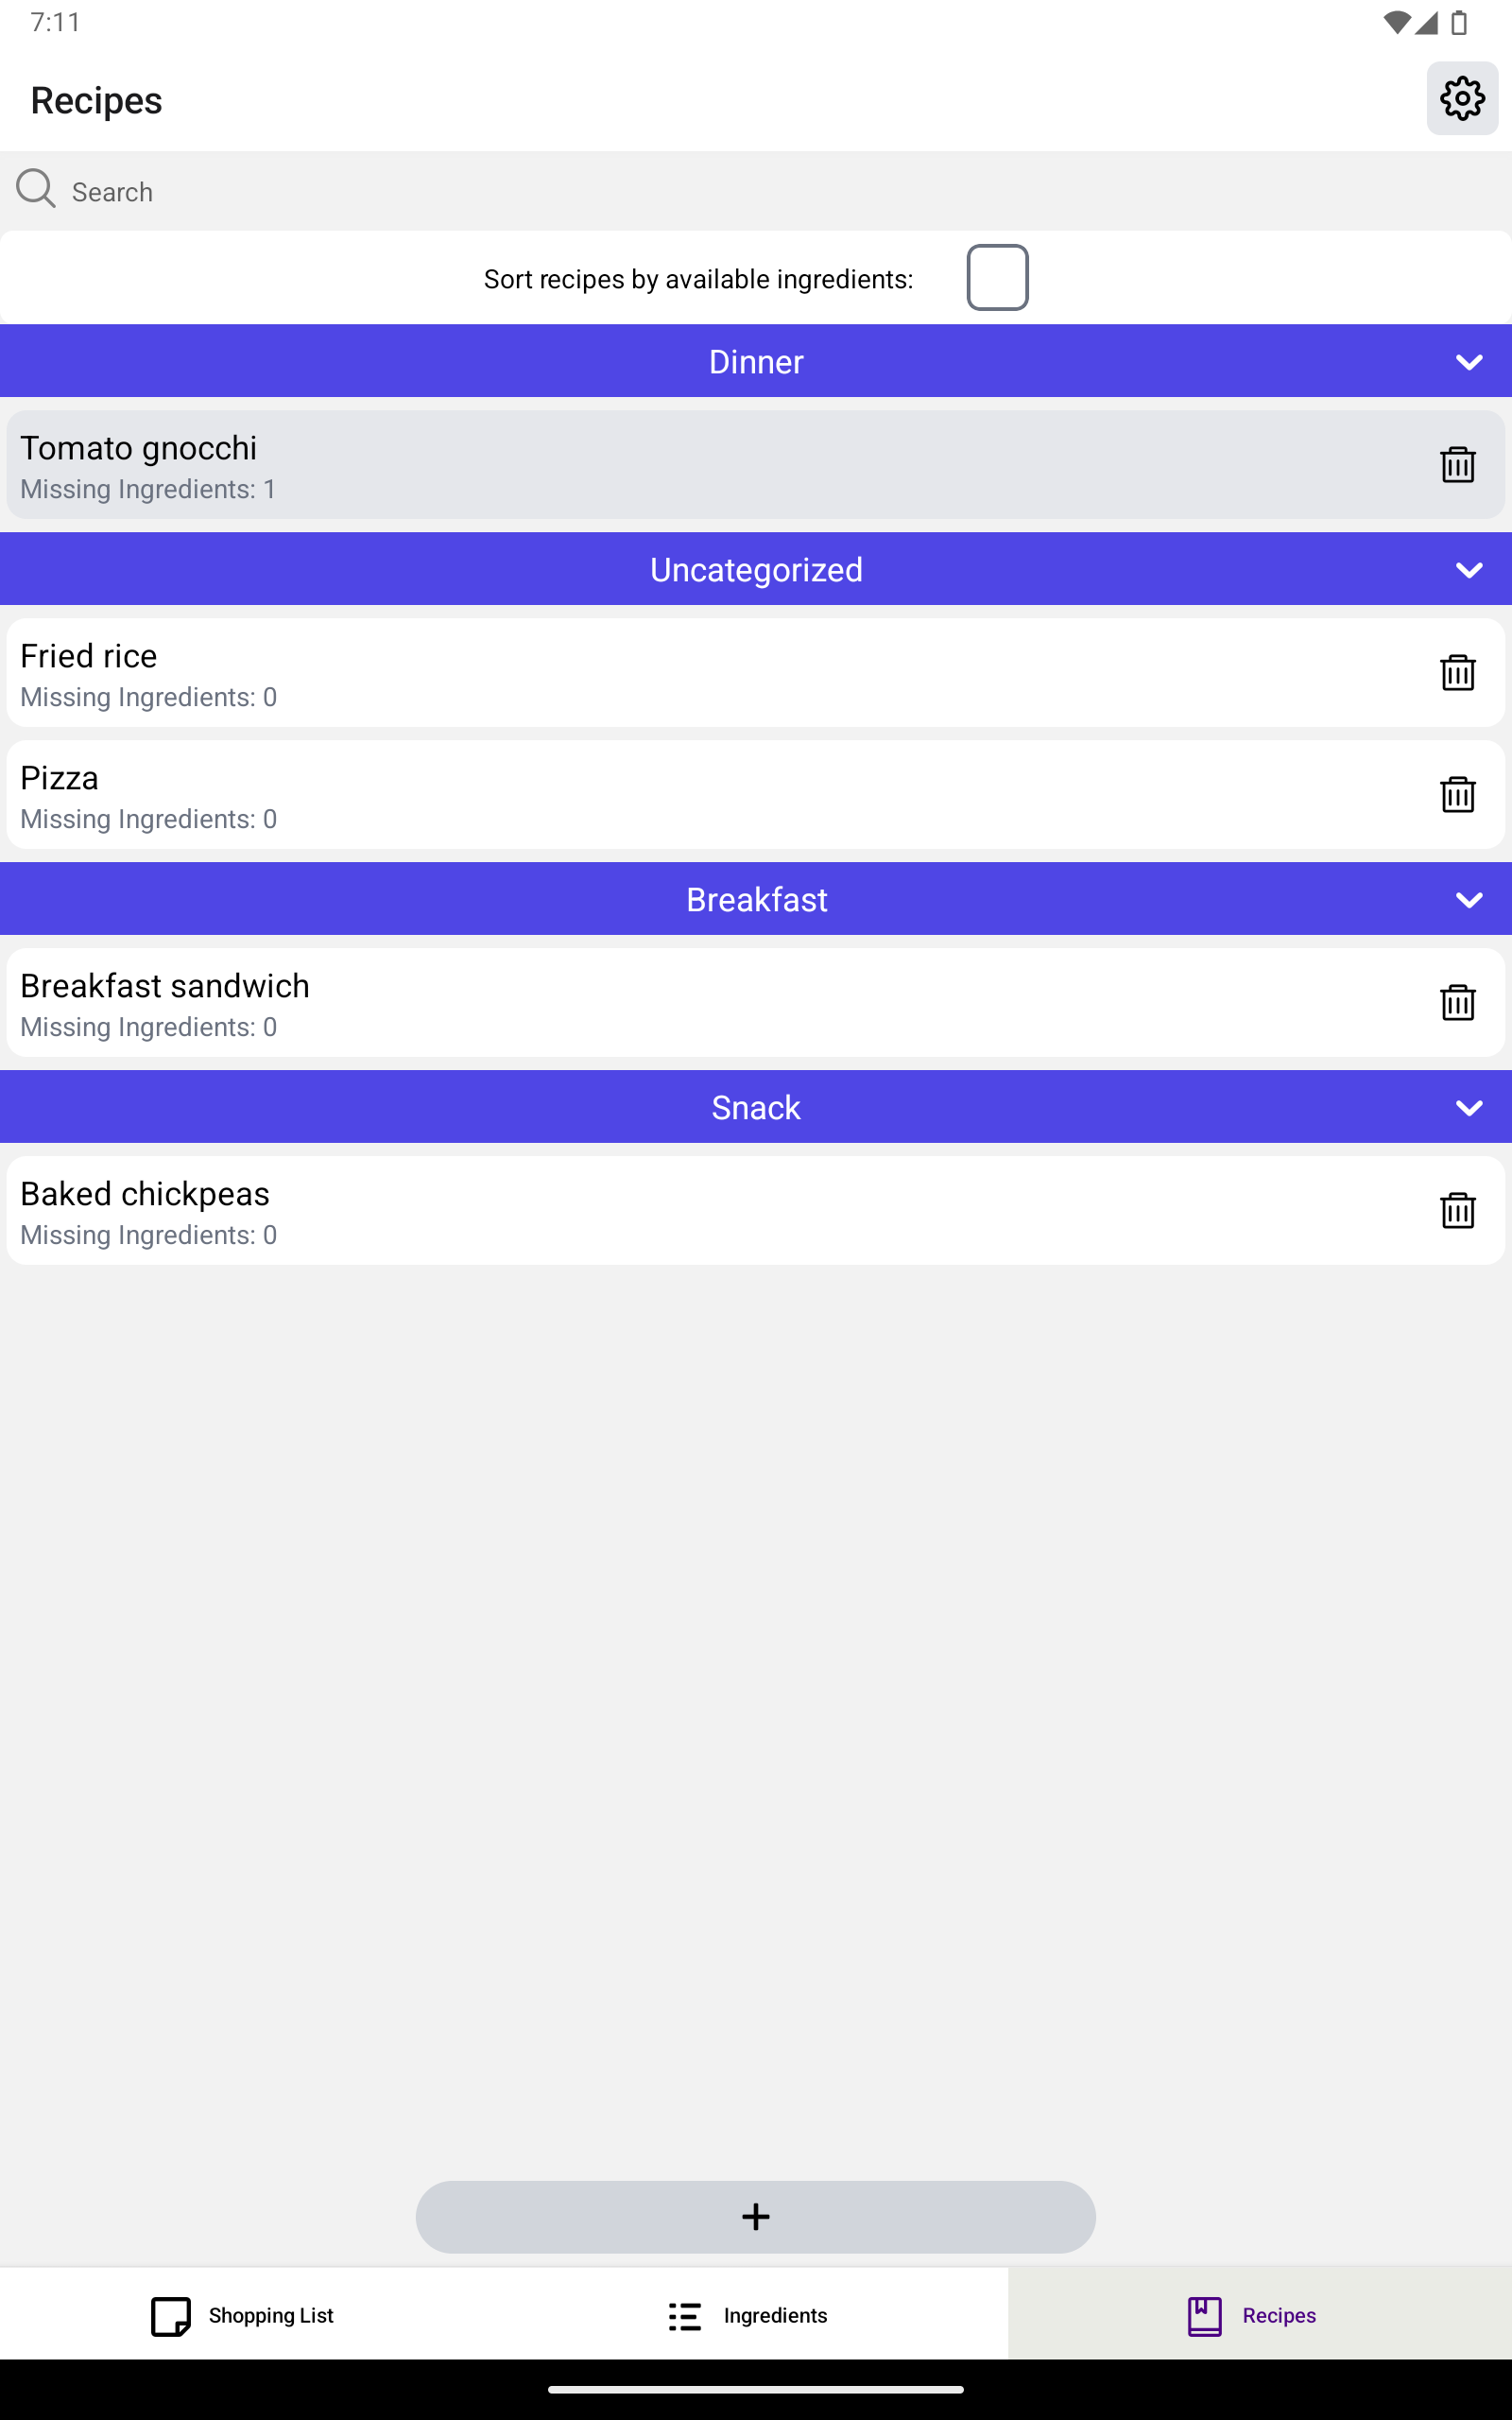 7:11
Recipes
Search
Sort recipes by available ingredients:
Dinner
Tomato gnocchi
Missing Ingredients: 1
Uncategorized
Fried rice
Missing Ingredients: 0
Pizza
Missing Ingredients: 0
Breakfast
Breakfast sandwich
Missing Ingredients: 0
Snack
Baked chickpeas
Missing Ingredients: 0
Shopping List
Ingredients
Recipes